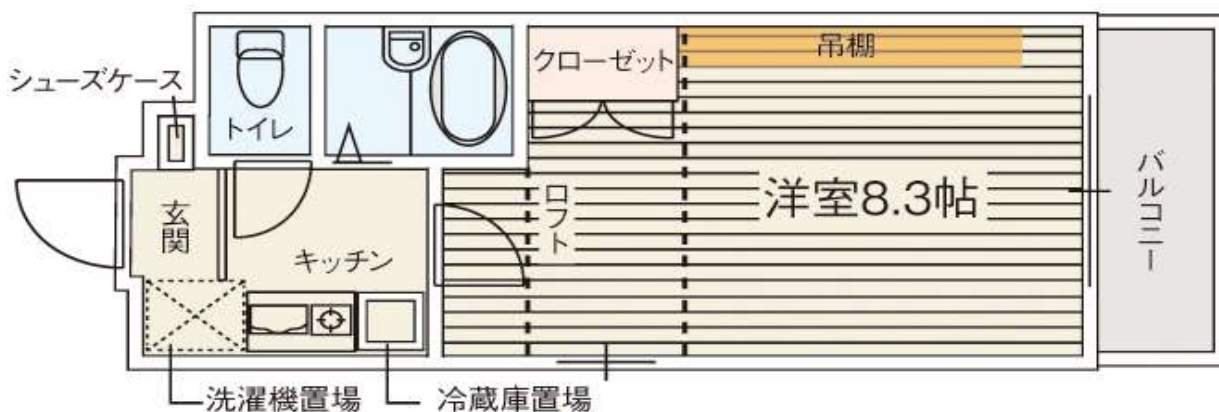 シューズケース
トイレ
クローゼット
吊棚
玄関
キッチン
ロフト
洋室8.3帖
バルコニー
洗濯機置場
冷蔵庫置場